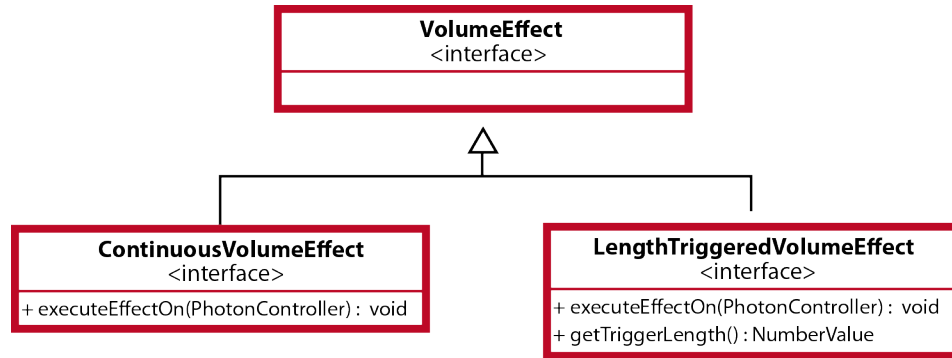 VolumeEffect
<interface>
ContinuousVolumeEffect
<interface>
+ executeEffectOn(PhotonController) : void
LengthTriggeredVolumeEffect
<interface>
+ executeEffectOn(PhotonController) : void
+ getTriggerLength() : NumberValue